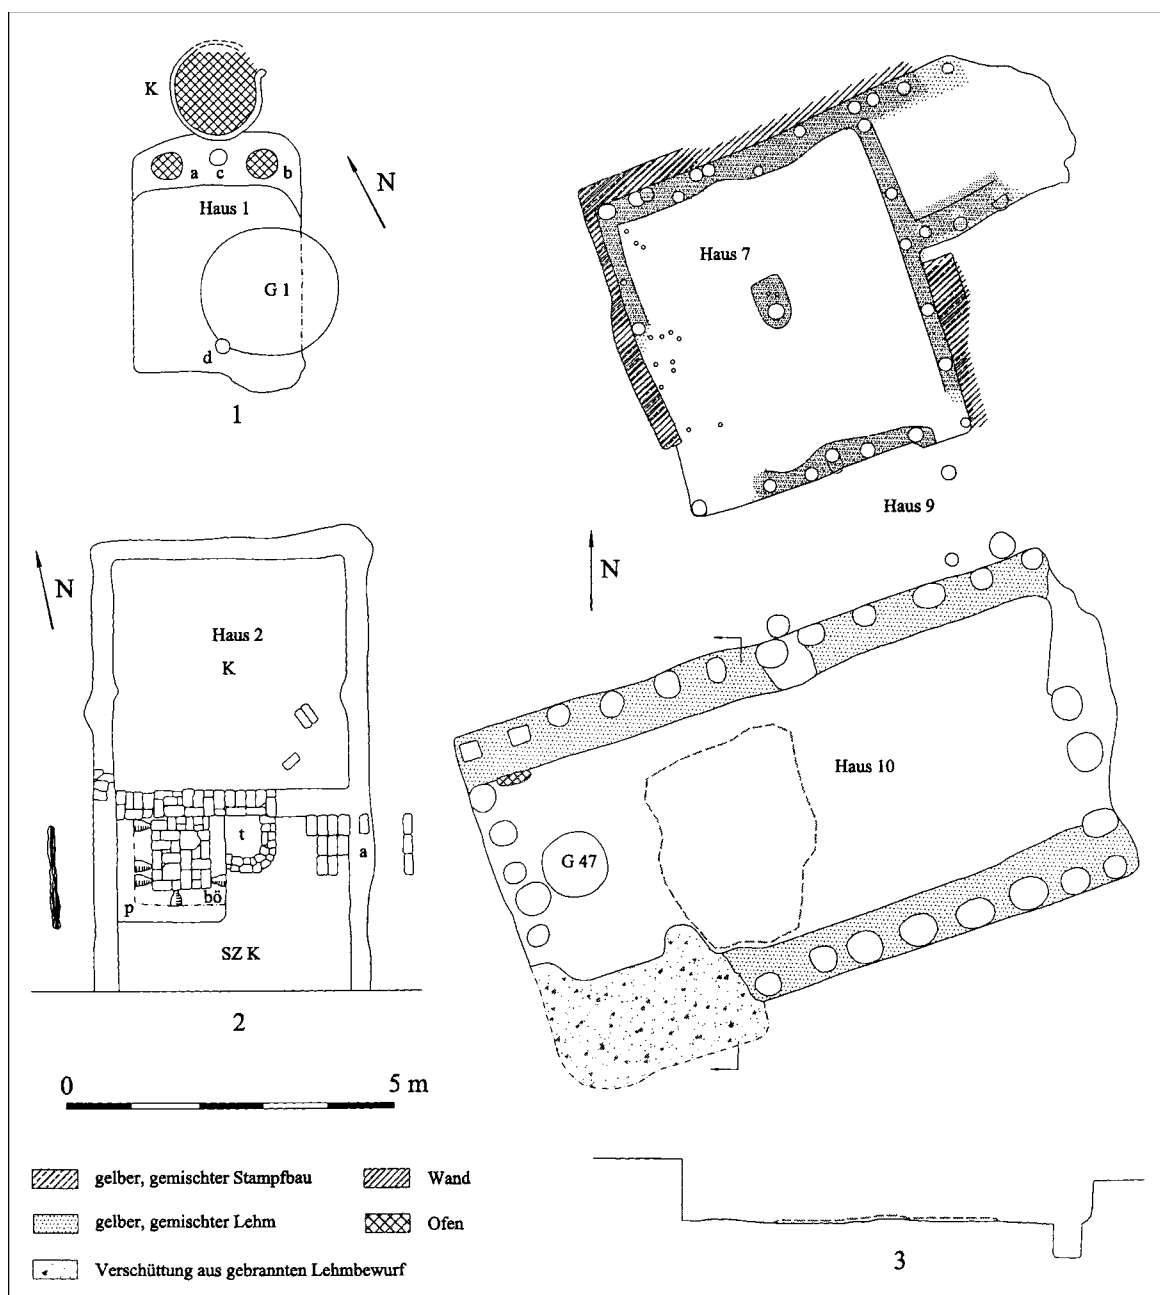 K
a c b
N
Haus 1
G 1
d
1
Haus 7
Haus 9
N
Haus 2
K
t
a
p
bö
SZ K
2
N
Haus 10
G 47
0 5 m
3
gelber, gemischter Stampfbau
Wand
gelber, gemischter Lehm
Ofen
Verschüttung aus gebrannten Lehmbewurf